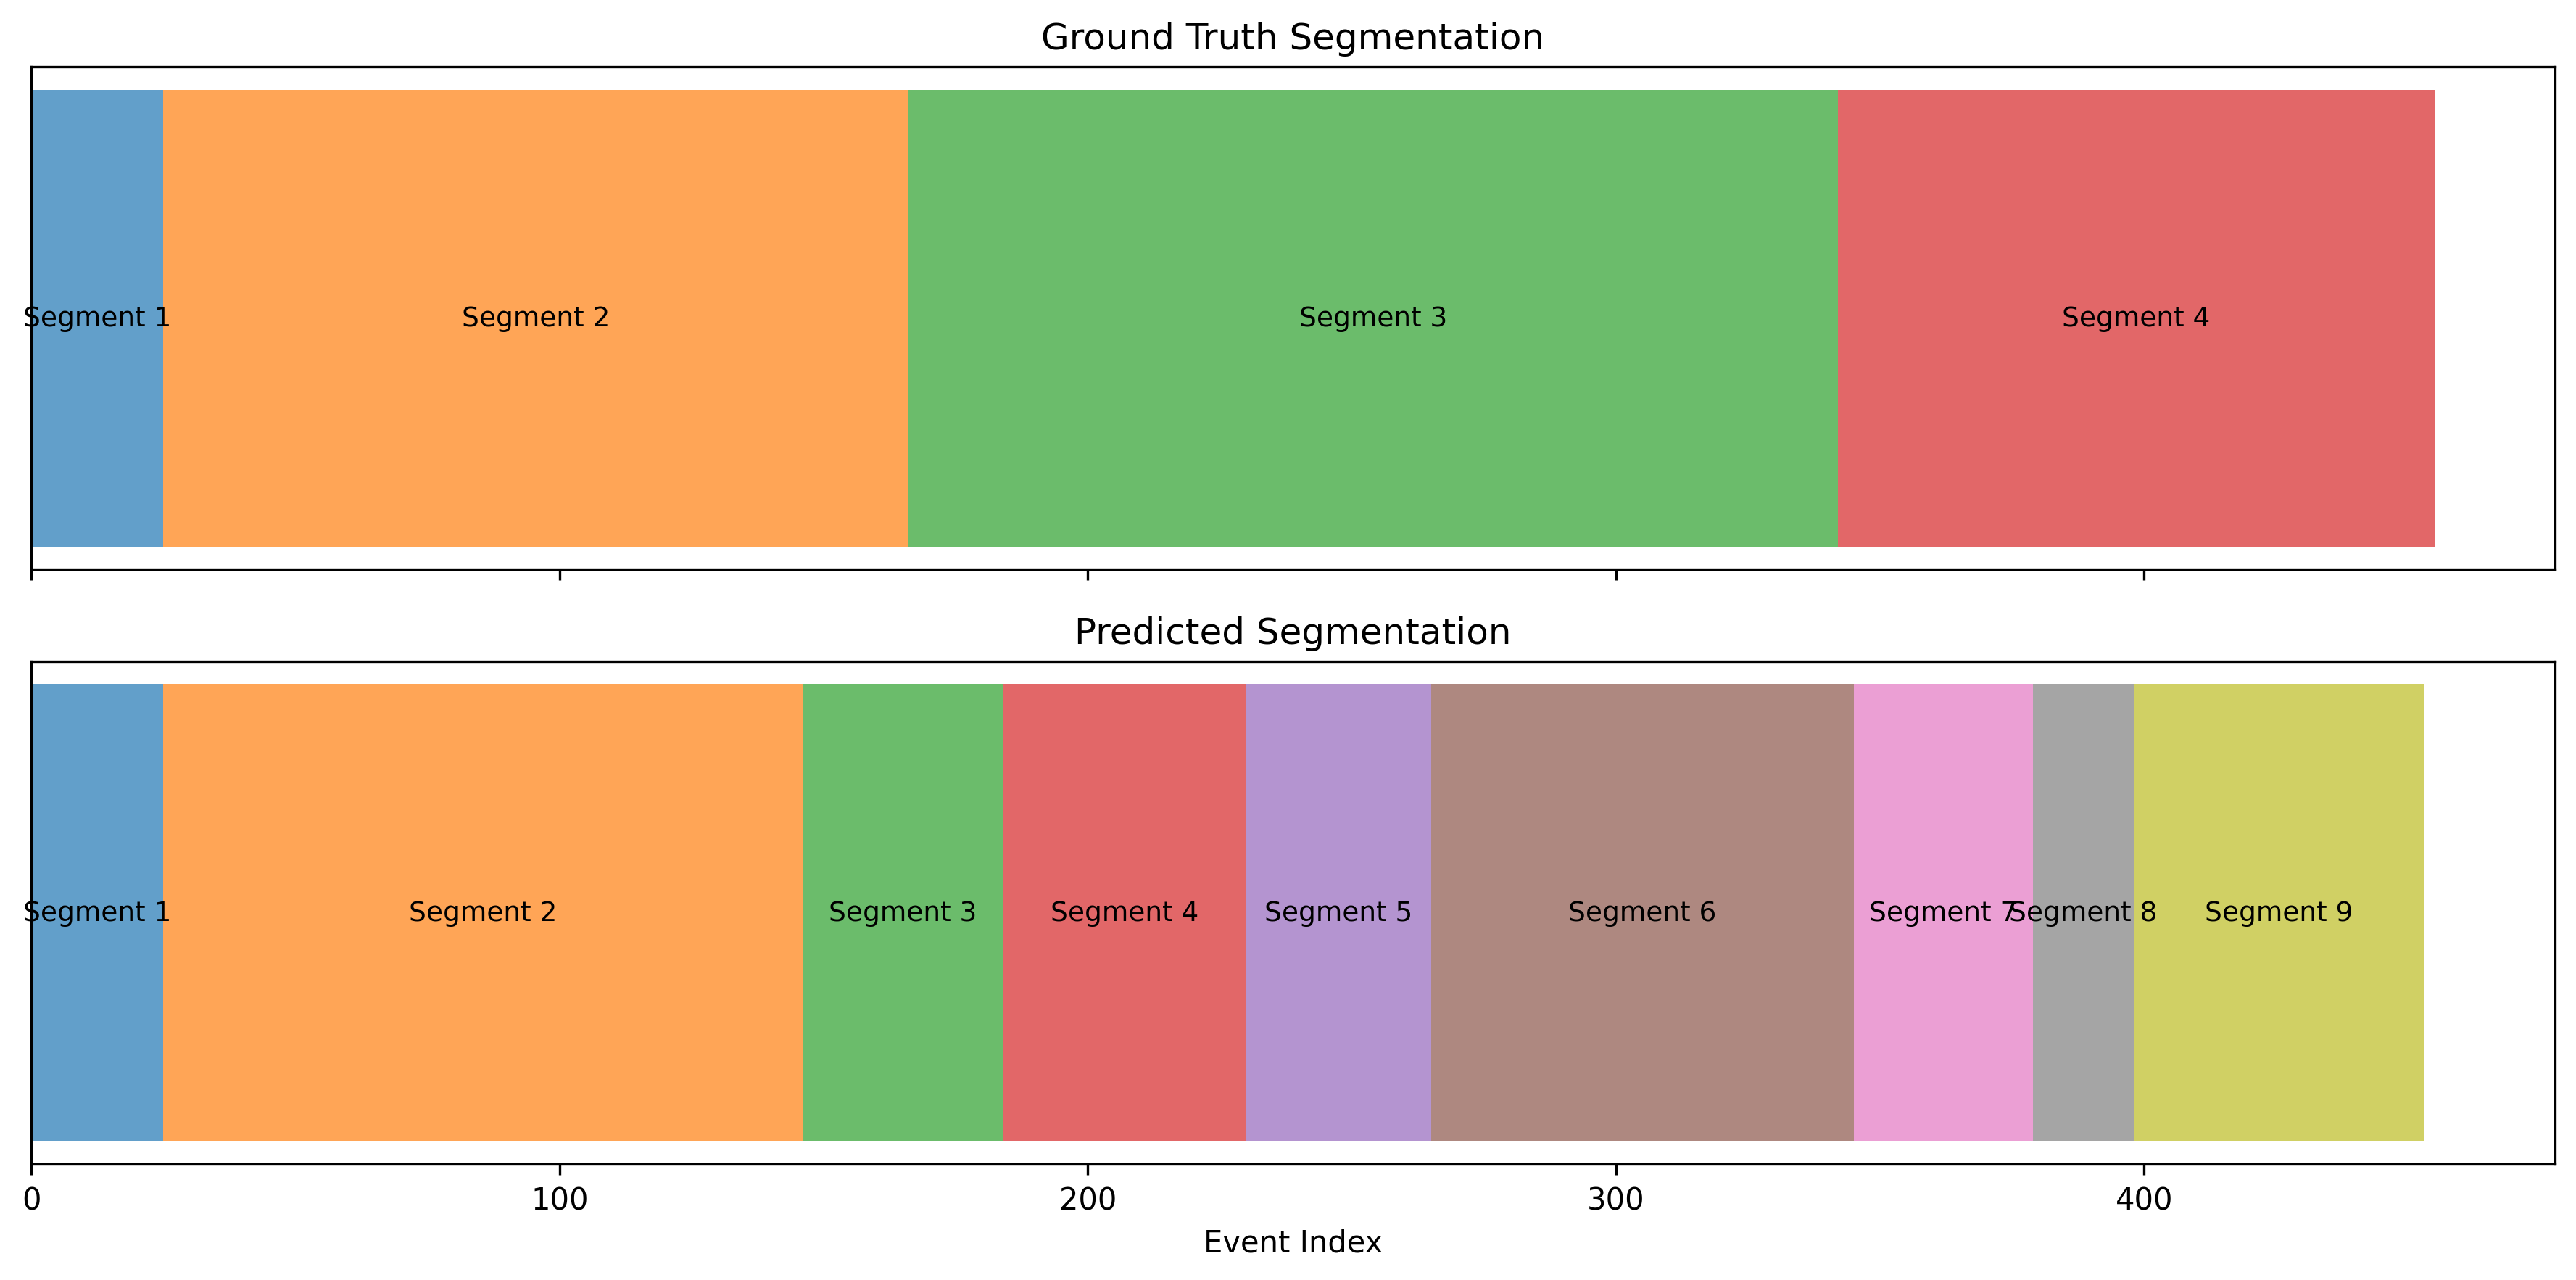 Ground Truth Segmentation
Segment 1 Segment 2 Segment 3 Segment 4
Predicted Segmentation
Segment 1 Segment 2 Segment 3 Segment 4 Segment 5 Segment 6 Segment 7 Segment 8 Segment 9
0 100 200 300 400
Event Index